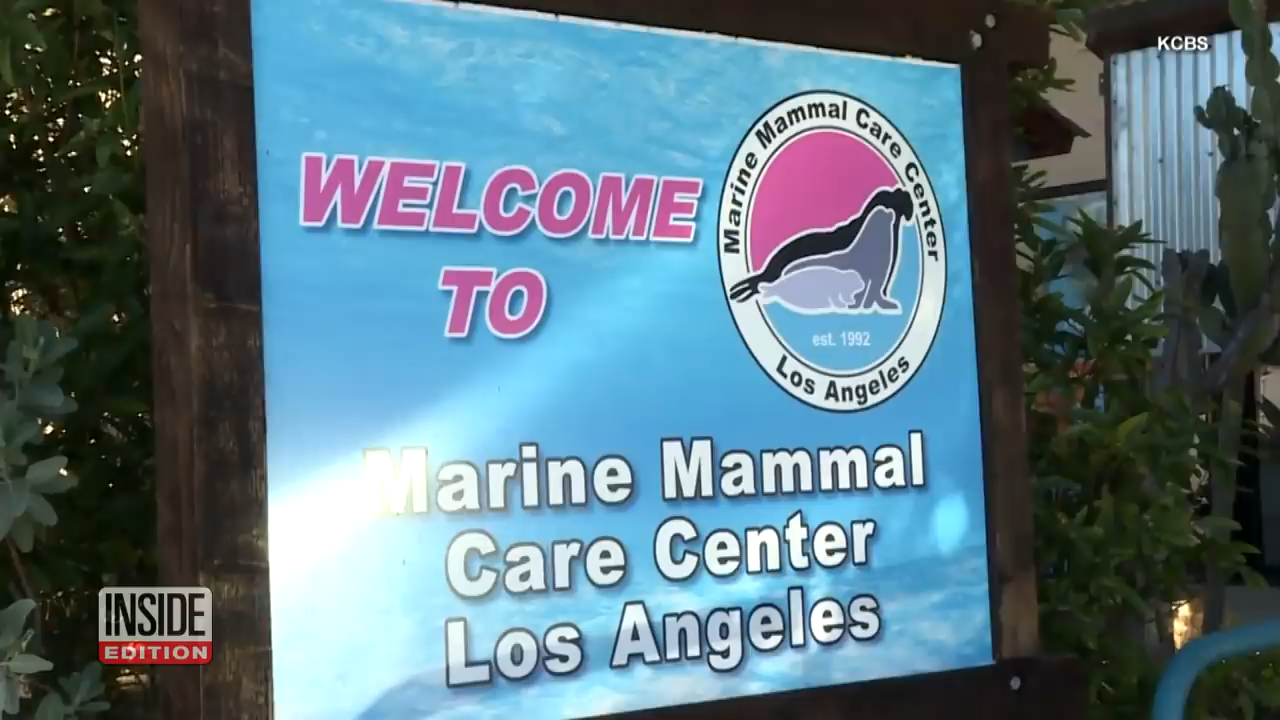 KCBS
WELCOME
TO
Marine Mammal Care Center
est. 1992
Los Angeles
Marine Mammal
Care Center
Los Angeles
INSIDE
EDITION